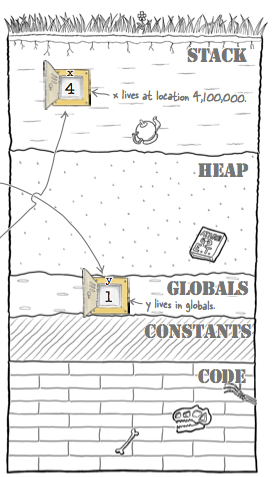 STACK
x
4
x lives at location 4,100,000.
HEAP
GLOBALS
y
1
y lives in globals.
CONSTANTS
CODE